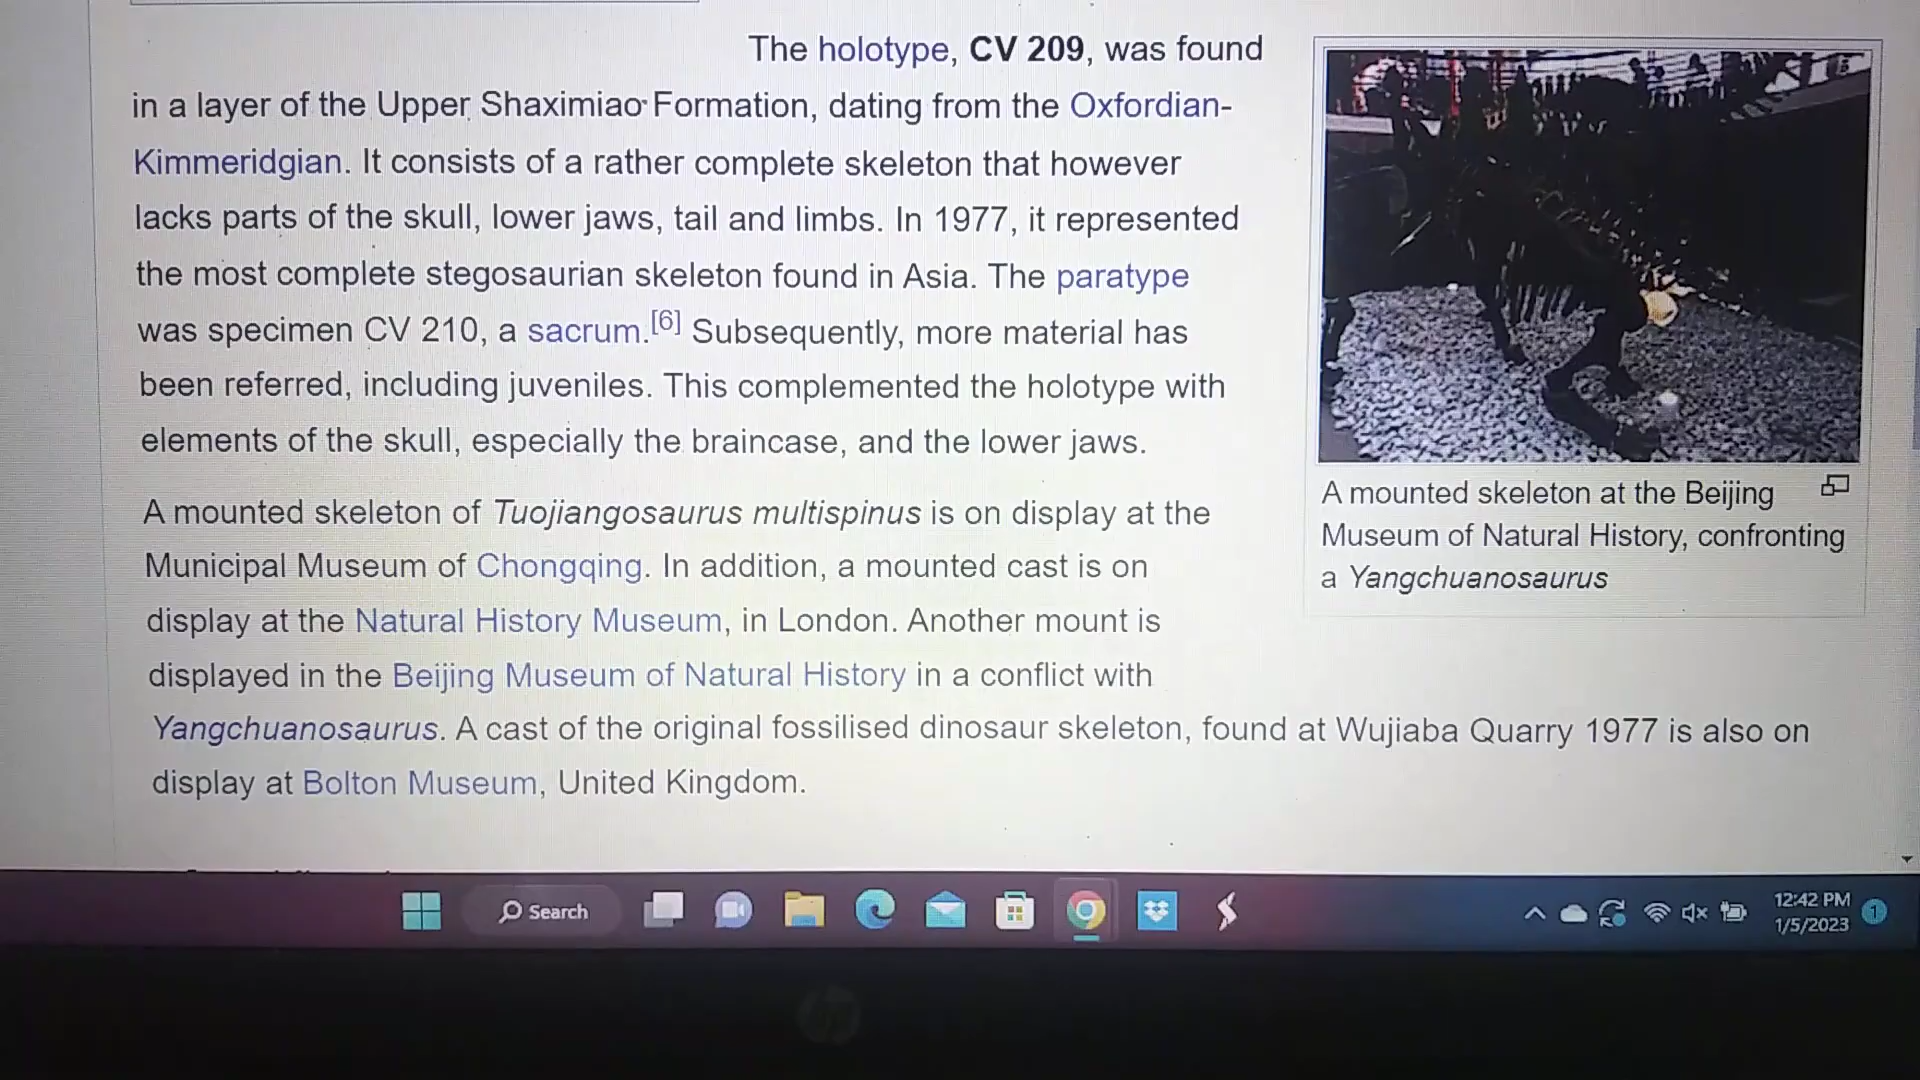 The holotype, CV 209, was found
in a layer of the Upper Shaximiao Formation, dating from the Oxfordian-
Kimmeridgian. It consists of a rather complete skeleton that however
lacks parts of the skull, lower jaws, tail and limbs. In 1977, it represented
the most complete stegosaurian skeleton found in Asia. The paratype
was specimen CV 210, a sacrum.[6] Subsequently, more material has
been referred, including juveniles. This complemented the holotype with
elements of the skull, especially the braincase, and the lower jaws.
A mounted skeleton of Tuojiangosaurus multispinus is on display at the
Municipal Museum of Chongqing. In addition, a mounted cast is on
display at the Natural History Museum, in London. Another mount is
displayed in the Beijing Museum of Natural History in a conflict with
Yangchuanosaurus. A cast of the original fossilised dinosaur skeleton, found at Wujiaba Quarry 1977 is also on
display at Bolton Museum, United Kingdom.
A mounted skeleton at the Beijing
Museum of Natural History, confronting
a Yangchuanosaurus
Search
12:42 PM
1/5/2023
1
hp